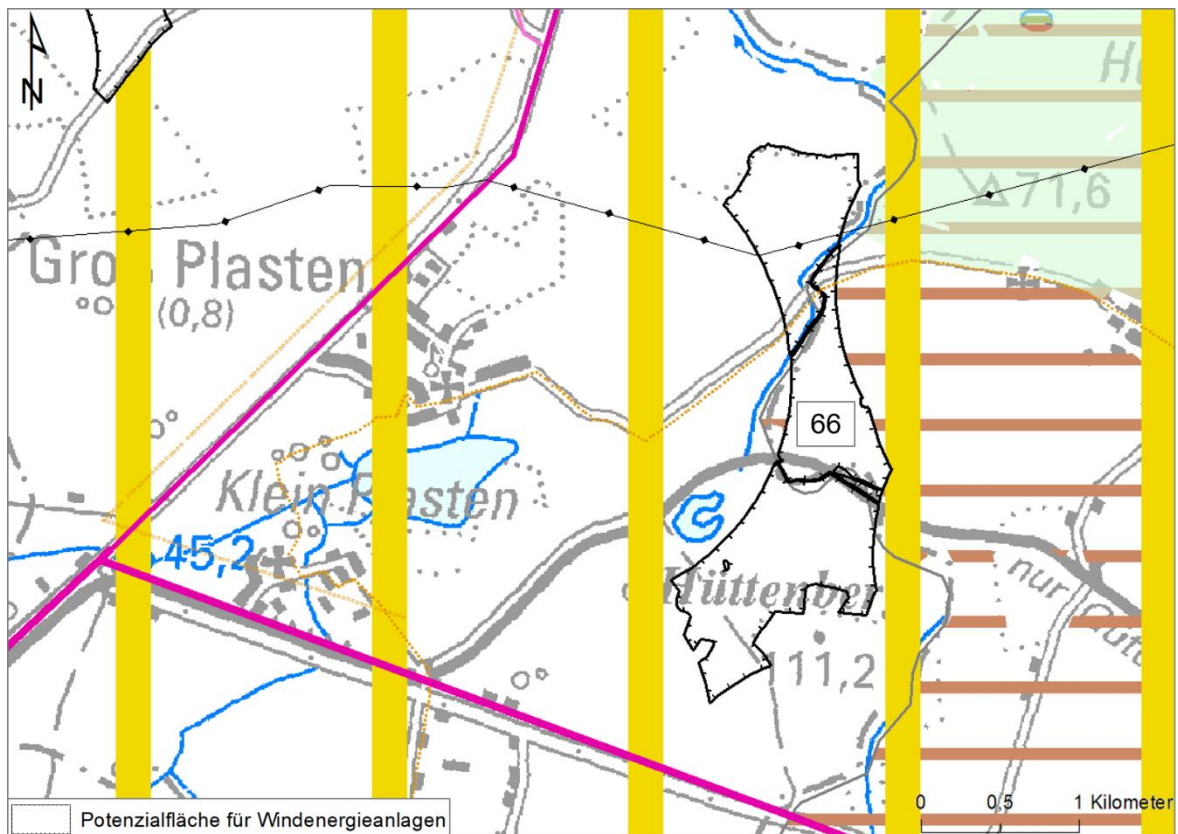 N
H
71,6
Gro Plasten
(0,8)
66
Klein P asten
45,2
Hüttenber
111,2
nur
0 0,5 1 Kilometer
Potenzialfläche für Windenergieanlagen